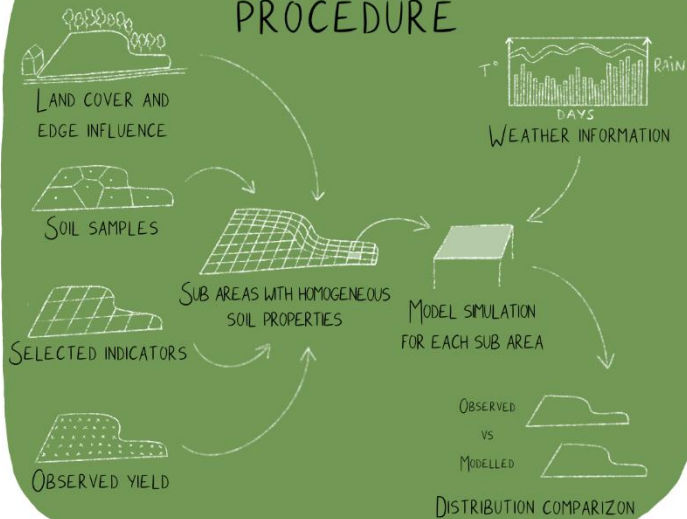 PROCEDURE
LAND COVER AND
EDGE INFLUENCE
T°
RAIN
DAYS
WEATHER INFORMATION
SOIL SAMPLES
SUB AREAS WITH HOMOGENEOUS
SOIL PROPERTIES
MODEL SIMULATION
FOR EACH SUB AREA
SELECTED INDICATORS
OBSERVED YIELD
OBSERVED
VS
MODELLED
DISTRIBUTION COMPARIZON